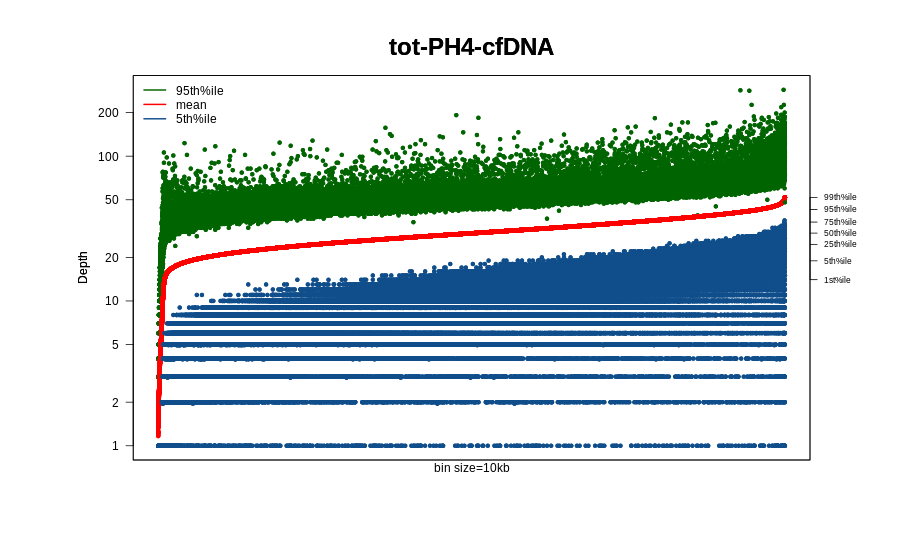 tot-PH4-cfDNA
95th%ile
mean
5th%ile
200
100
50
20
10
5
2
1
Depth
99th%ile
95th%ile
75th%ile
50th%ile
25th%ile
5th%ile
1st%ile
bin size=10kb